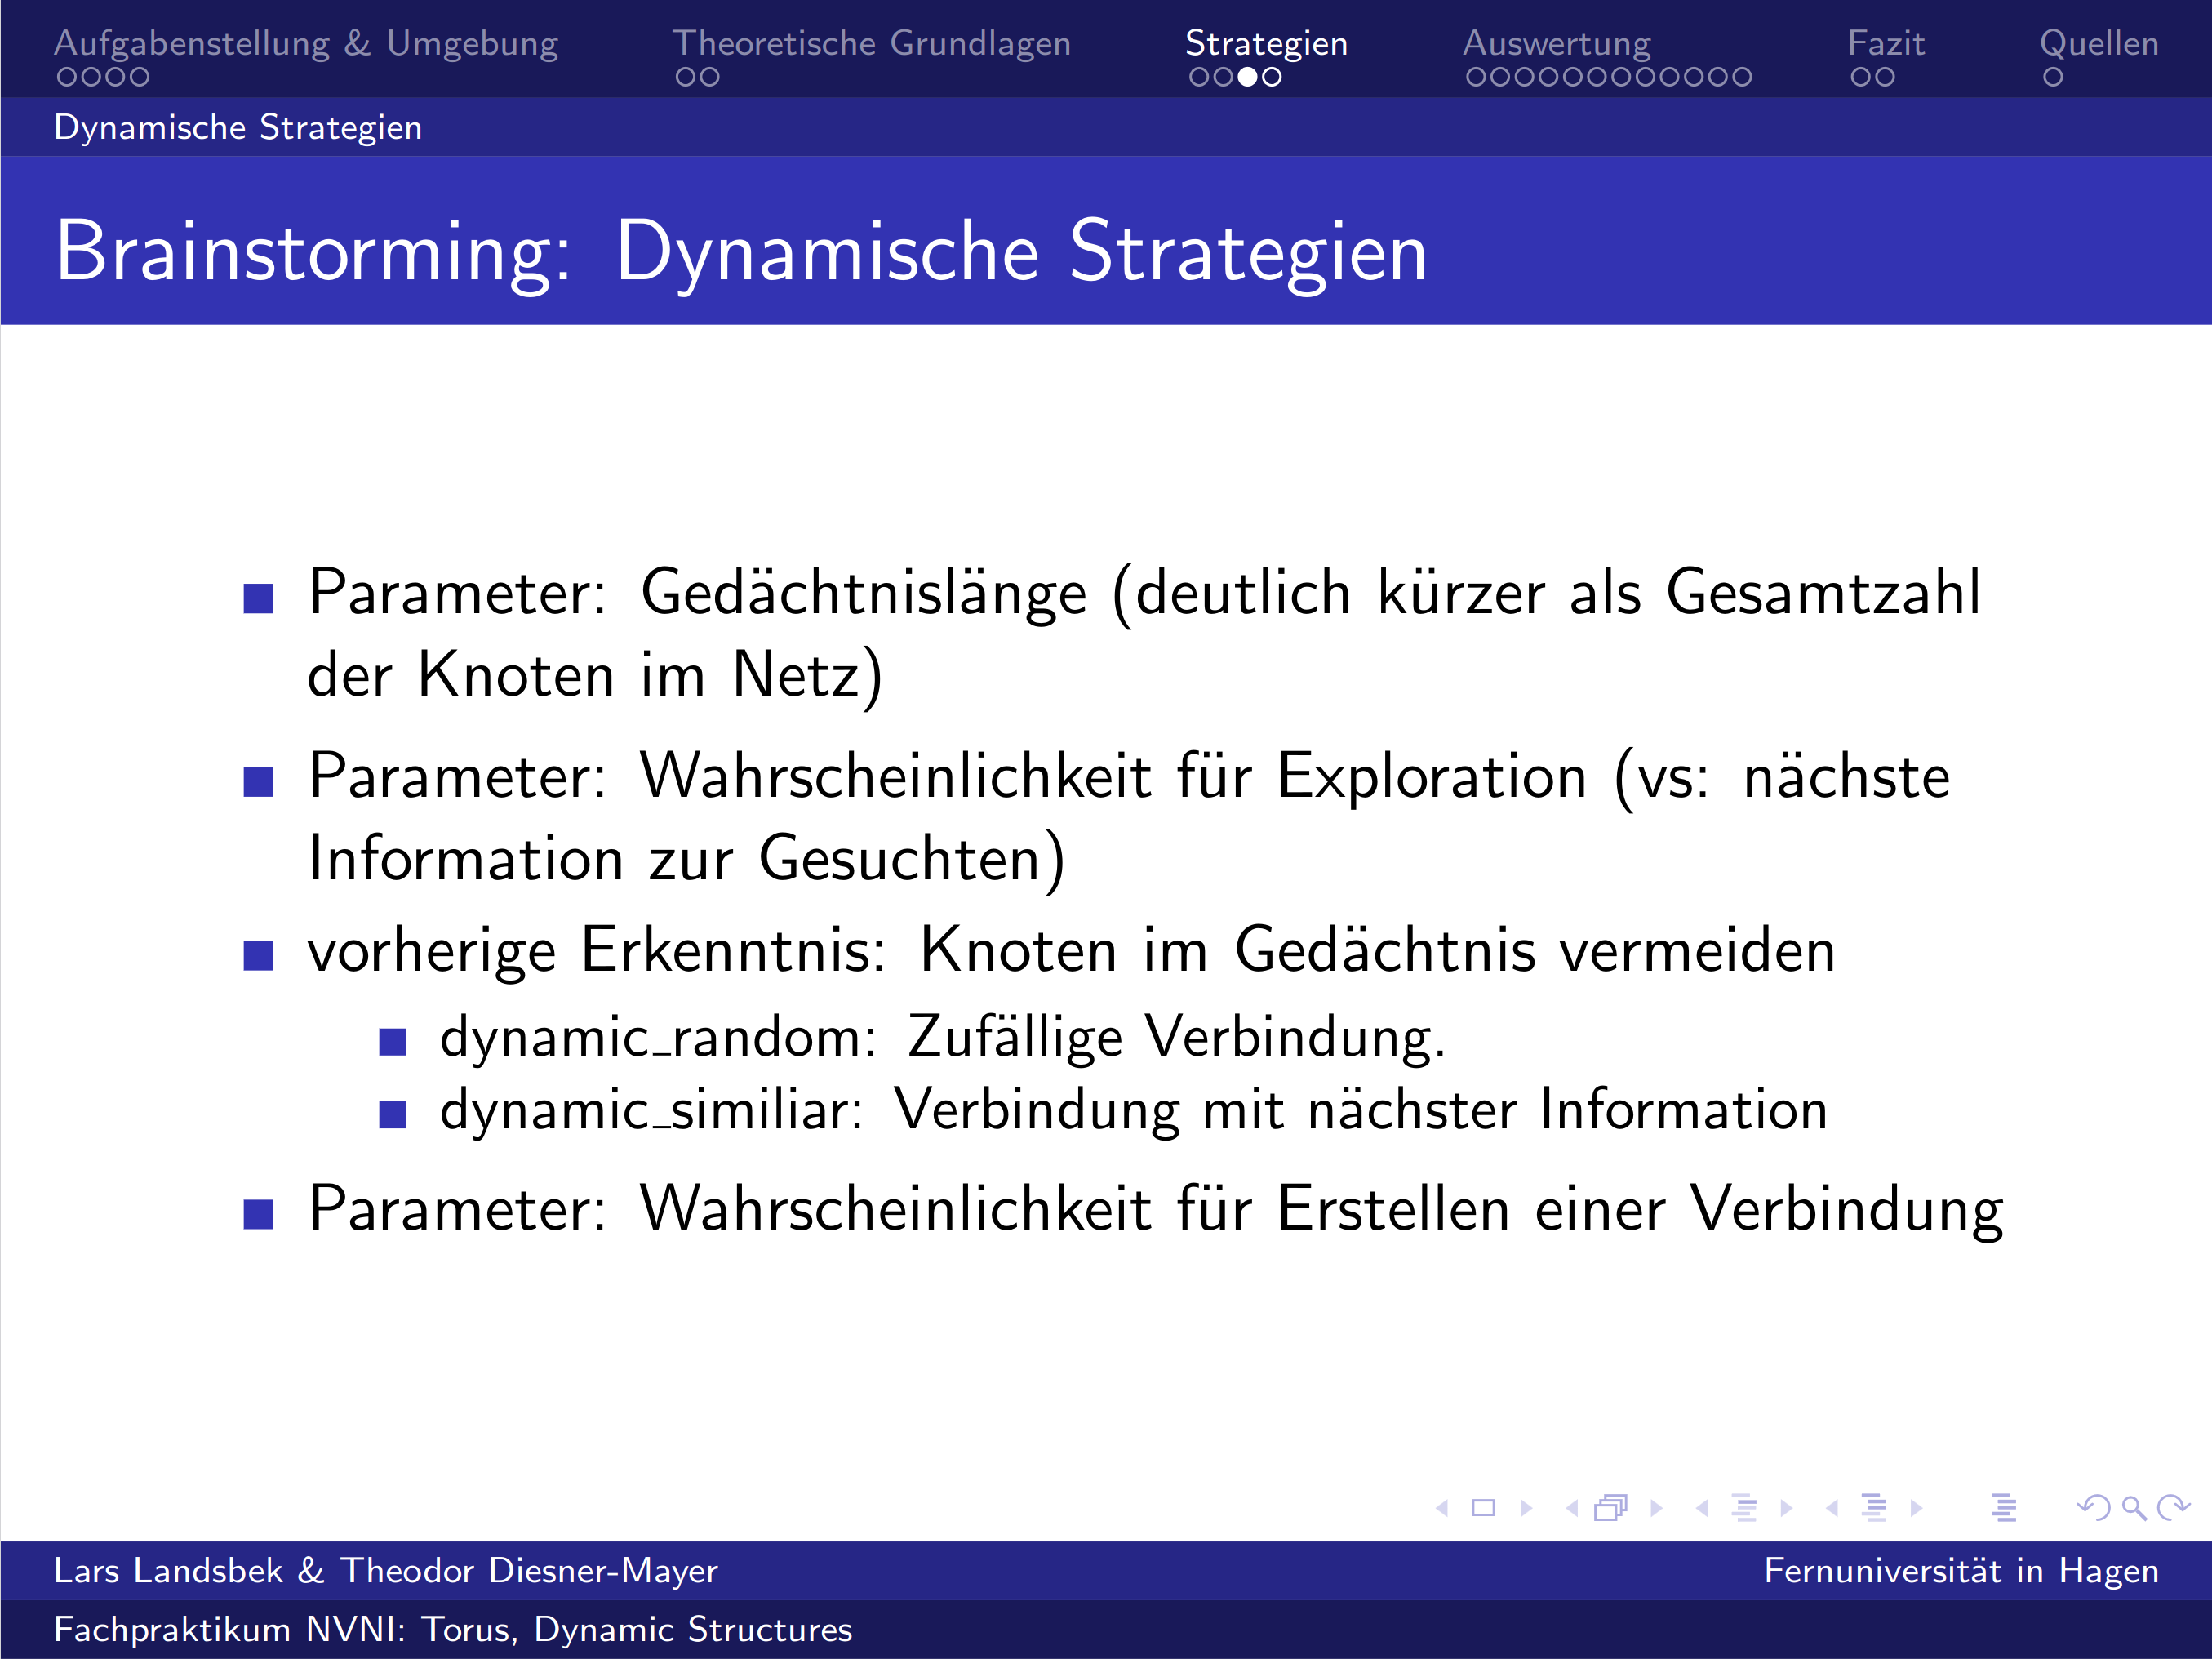 Aufgabenstellung & Umgebung Theoretische Grundlagen Strategien Auswertung Fazit Quellen
Dynamische Strategien
Brainstorming: Dynamische Strategien
Parameter: Gedächtnislänge (deutlich kürzer als Gesamtzahl
der Knoten im Netz)
Parameter: Wahrscheinlichkeit für Exploration (vs: nächste
Information zur Gesuchten)
vorherige Erkenntnis: Knoten im Gedächtnis vermeiden
dynamic_random: Zufällige Verbindung.
dynamic_similiar: Verbindung mit nächster Information
Parameter: Wahrscheinlichkeit für Erstellen einer Verbindung
Lars Landsbek & Theodor Diesner-Mayer Fernuniversität in Hagen
Fachpraktikum NVNI: Torus, Dynamic Structures